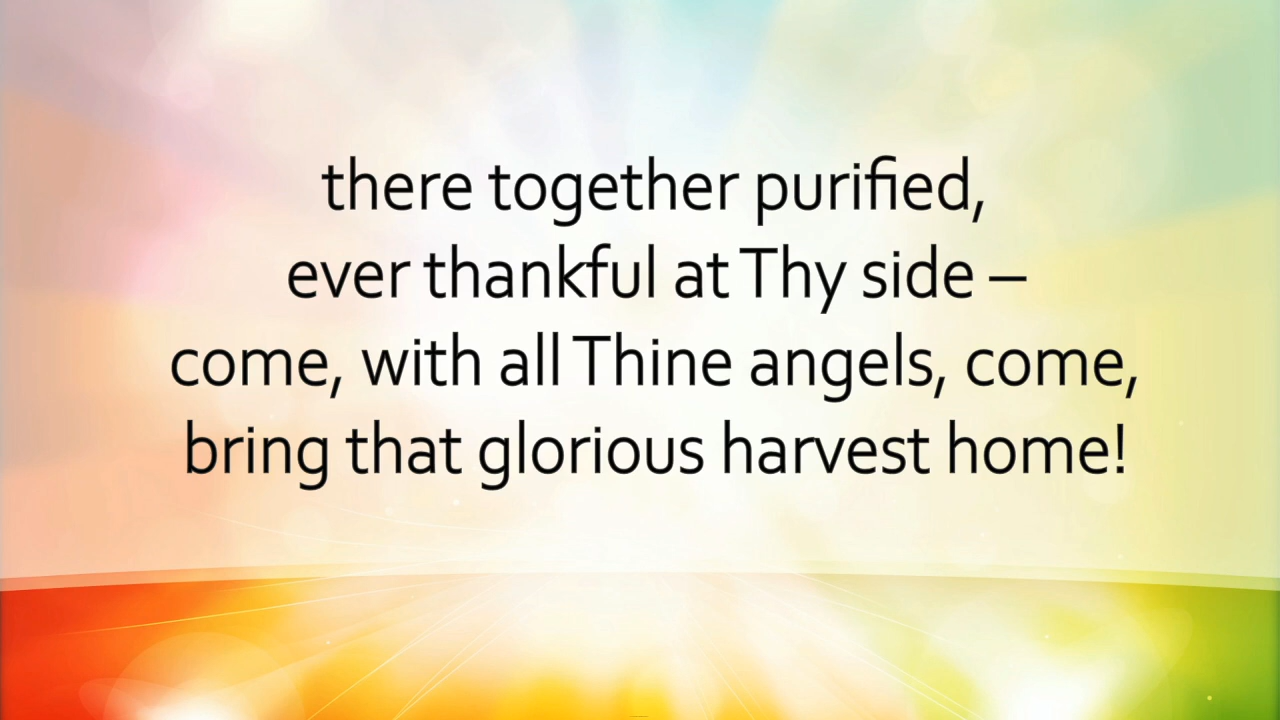 there together purified,
ever thankful at Thy side –
come, with all Thine angels, come,
bring that glorious harvest home!